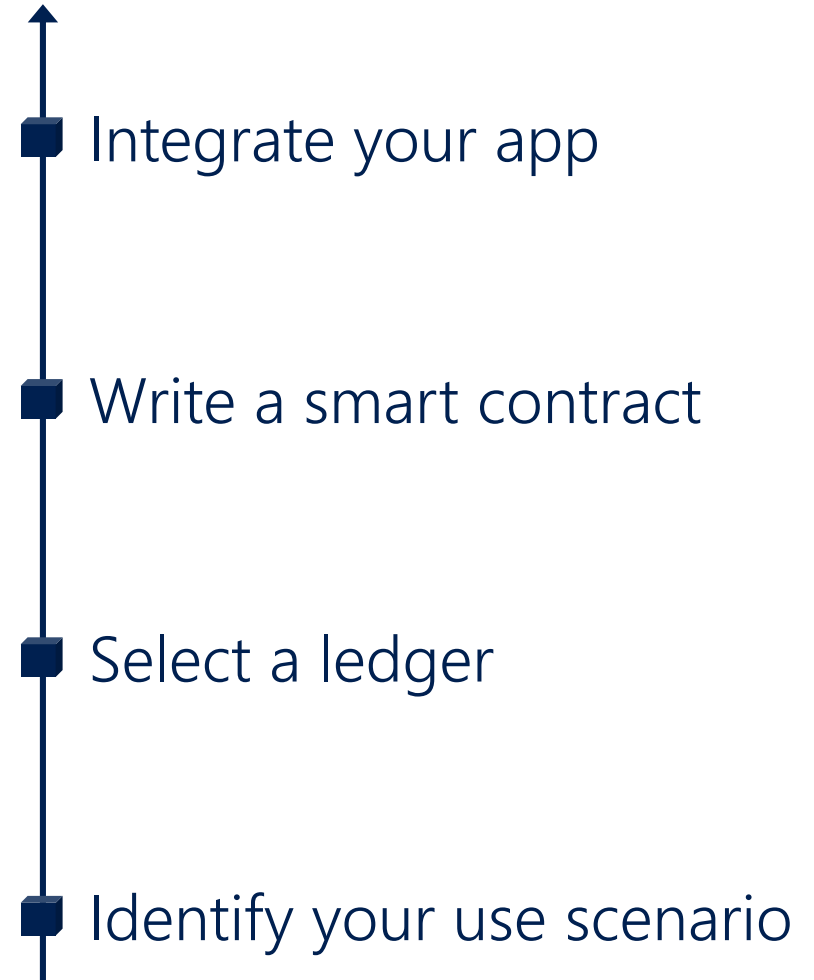 Integrate your app
Write a smart contract
Select a ledger
Identify your use scenario